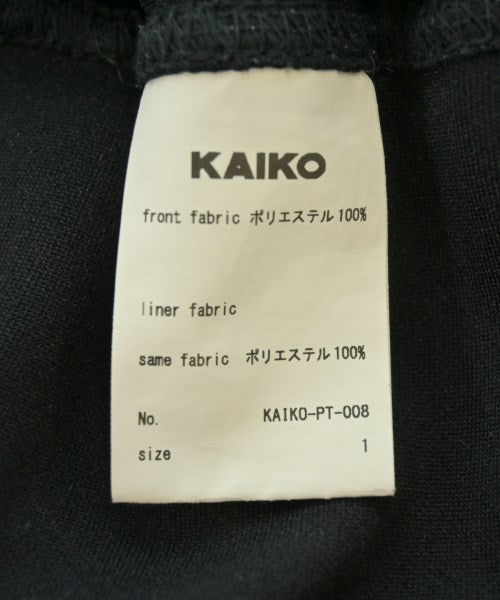 KAIKO
front fabric ポリエステル100%
liner fabric
same fabric ポリエステル100%
No. KAIKO-PT-008
size 1